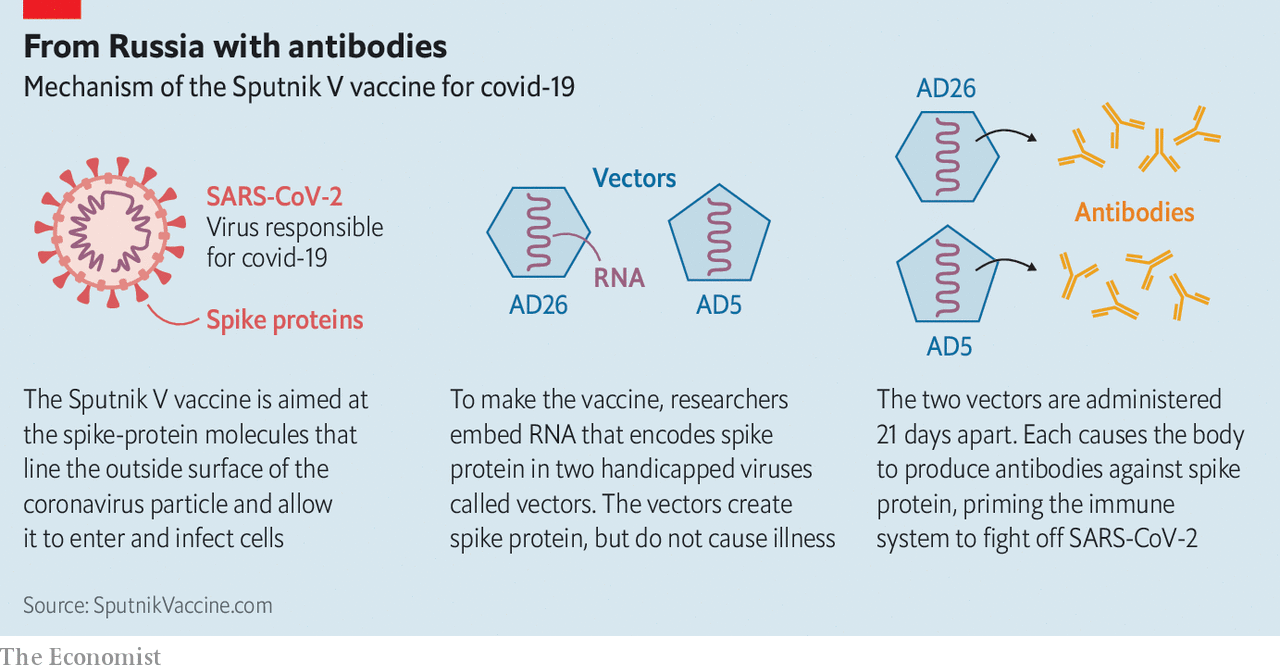 From Russia with antibodies
Mechanism of the Sputnik V vaccine for covid-19
SARS-CoV-2
Virus responsible
for covid-19
Spike proteins
The Sputnik V vaccine is aimed at
the spike-protein molecules that
line the outside surface of the
coronavirus particle and allow
it to enter and infect cells
Vectors
RNA
AD26
AD5
To make the vaccine, researchers
embed RNA that encodes spike
protein in two handicapped viruses
called vectors. The vectors create
spike protein, but do not cause illness
AD26
Antibodies
AD5
The two vectors are administered
21 days apart. Each causes the body
to produce antibodies against spike
protein, priming the immune
system to fight off SARS-CoV-2
Source: SputnikVaccine.com
The Economist